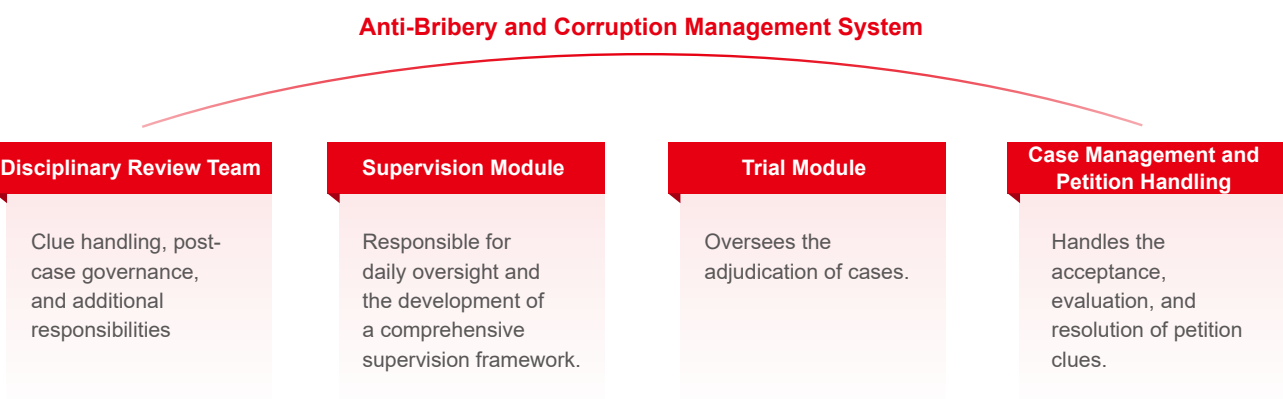 Anti-Bribery and Corruption Management System
Disciplinary Review Team
Clue handling, post-
case governance,
and additional
responsibilities
Supervision Module
Responsible for
daily oversight and
the development of
a comprehensive
supervision framework.
Trial Module
Oversees the
adjudication of cases.
Case Management and
Petition Handling
Handles the
acceptance,
evaluation, and
resolution of petition
clues.